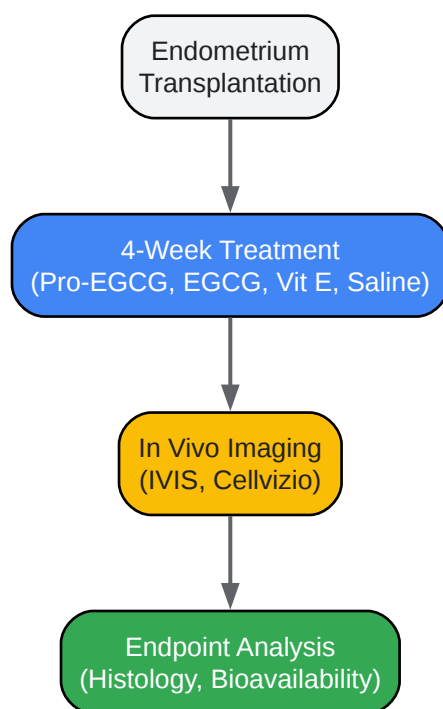 Endometrium
Transplantation
4-Week Treatment
(Pro-EGCG, EGCG, Vit E, Saline)
In Vivo Imaging
(IVIS, Cellvizio)
Endpoint Analysis
(Histology, Bioavailability)